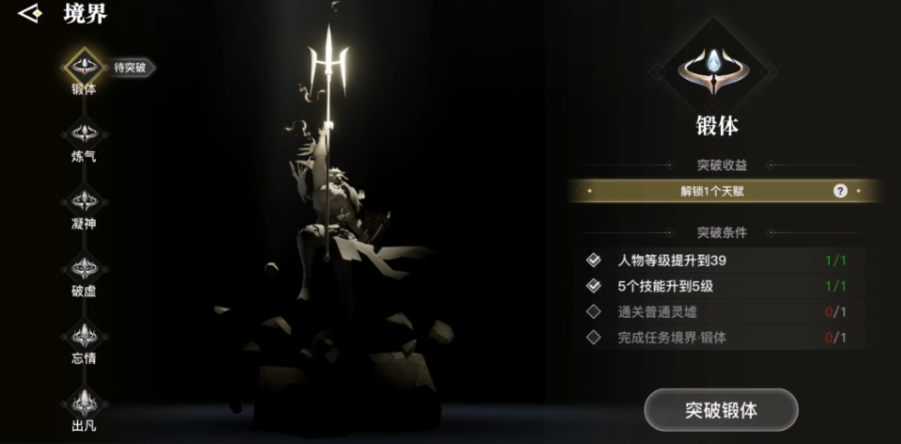 境界
待突破
锻体
炼气
凝神
破虚
忘情
出凡
锻体
突破收益
解锁1个天赋 ?
突破条件
人物等级提升到39 1/1
5个技能升到5级 1/1
通关普通灵墟 0/1
完成任务境界·锻体 0/1
突破锻体